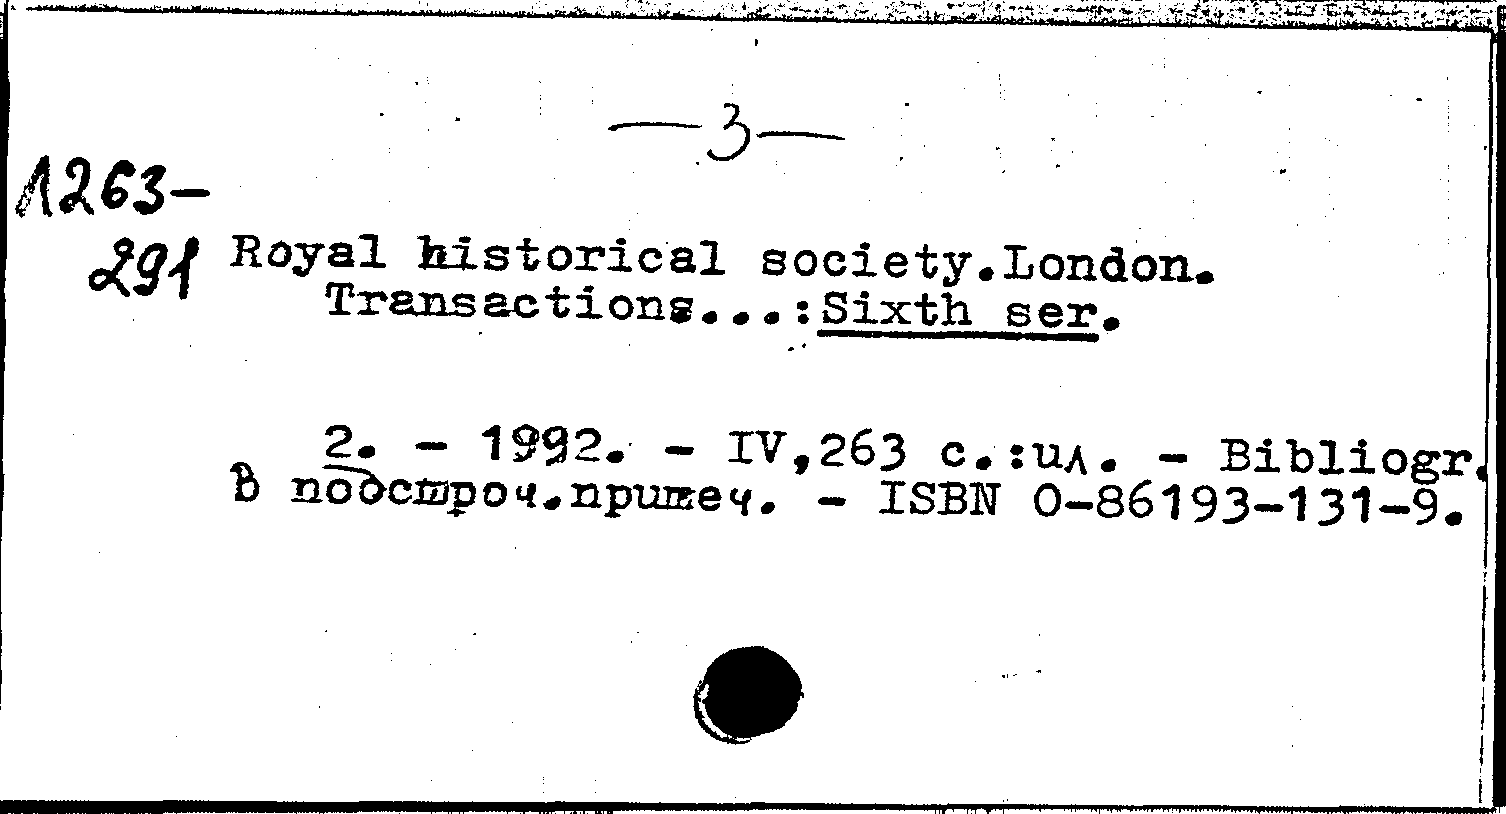 —3—
1263-
291 Royal historical society.London.
Transactions...:Sixth ser.
2. - 1992. - IV,263 с.:ил. - Bibliogr.
в подстроч.примеч. - ISBN 0-86193-131-9.